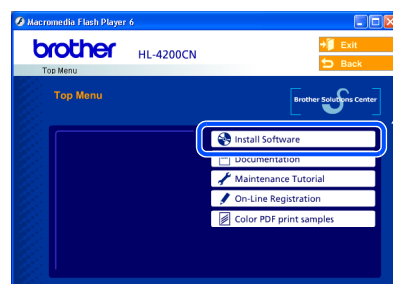 Macromedia Flash Player 6
brother
HL-4200CN
Exit
Back
Top Menu
Top Menu
Brother Solutions Center
Install Software
Documentation
Maintenance Tutorial
On-Line Registration
Color PDF print samples